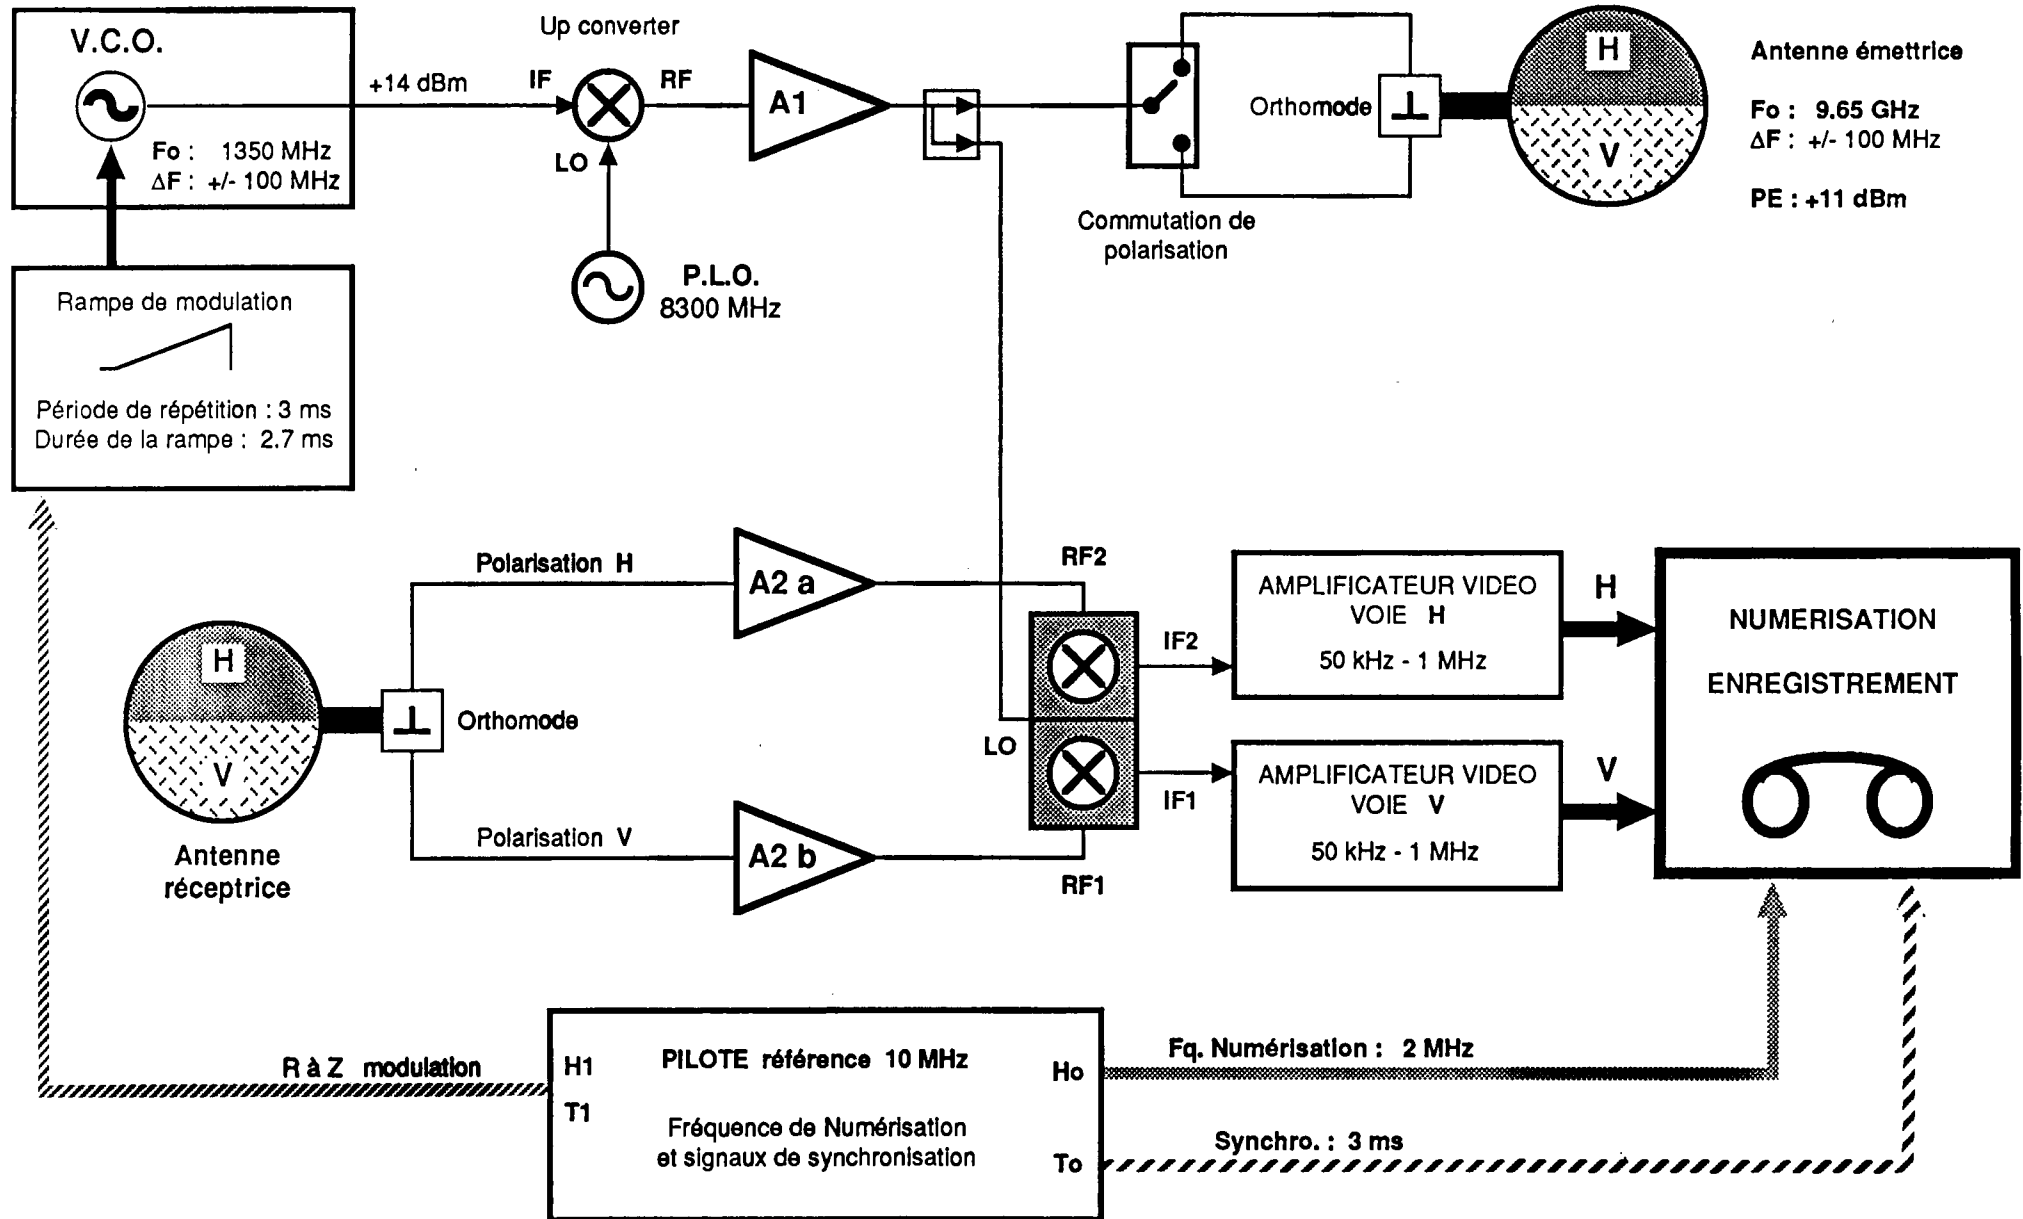 V.C.O.
Fo : 1350 MHz
ΔF : +/- 100 MHz
+14 dBm
Up converter
IF
RF
LO
P.L.O.
8300 MHz
A1
Commutation de
polarisation
Orthomode
⊥
H
V
Antenne émettrice
Fo : 9.65 GHz
ΔF : +/- 100 MHz
PE : +11 dBm
Rampe de modulation
Période de répétition : 3 ms
Durée de la rampe : 2.7 ms
H
V
Antenne
réceptrice
⊥
Orthomode
Polarisation H
Polarisation V
A2 a
A2 b
RF2
LO
RF1
IF2
IF1
AMPLIFICATEUR VIDEO
VOIE H
50 kHz - 1 MHz
AMPLIFICATEUR VIDEO
VOIE V
50 kHz - 1 MHz
H
V
NUMERISATION
ENREGISTREMENT
R à Z modulation
H1
T1
PILOTE référence 10 MHz
Fréquence de Numérisation
et signaux de synchronisation
Ho
To
Fq. Numérisation : 2 MHz
Synchro. : 3 ms